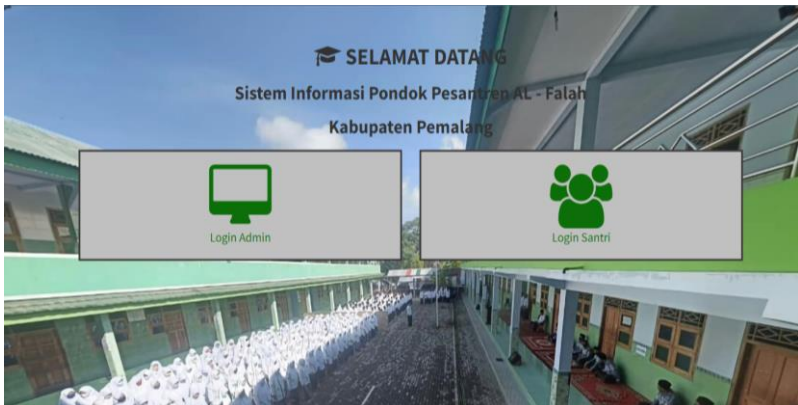 SELAMAT DATANG
Sistem Informasi Pondok Pesantren AL - Falah
Kabupaten Pemalang
Login Admin
Login Santri